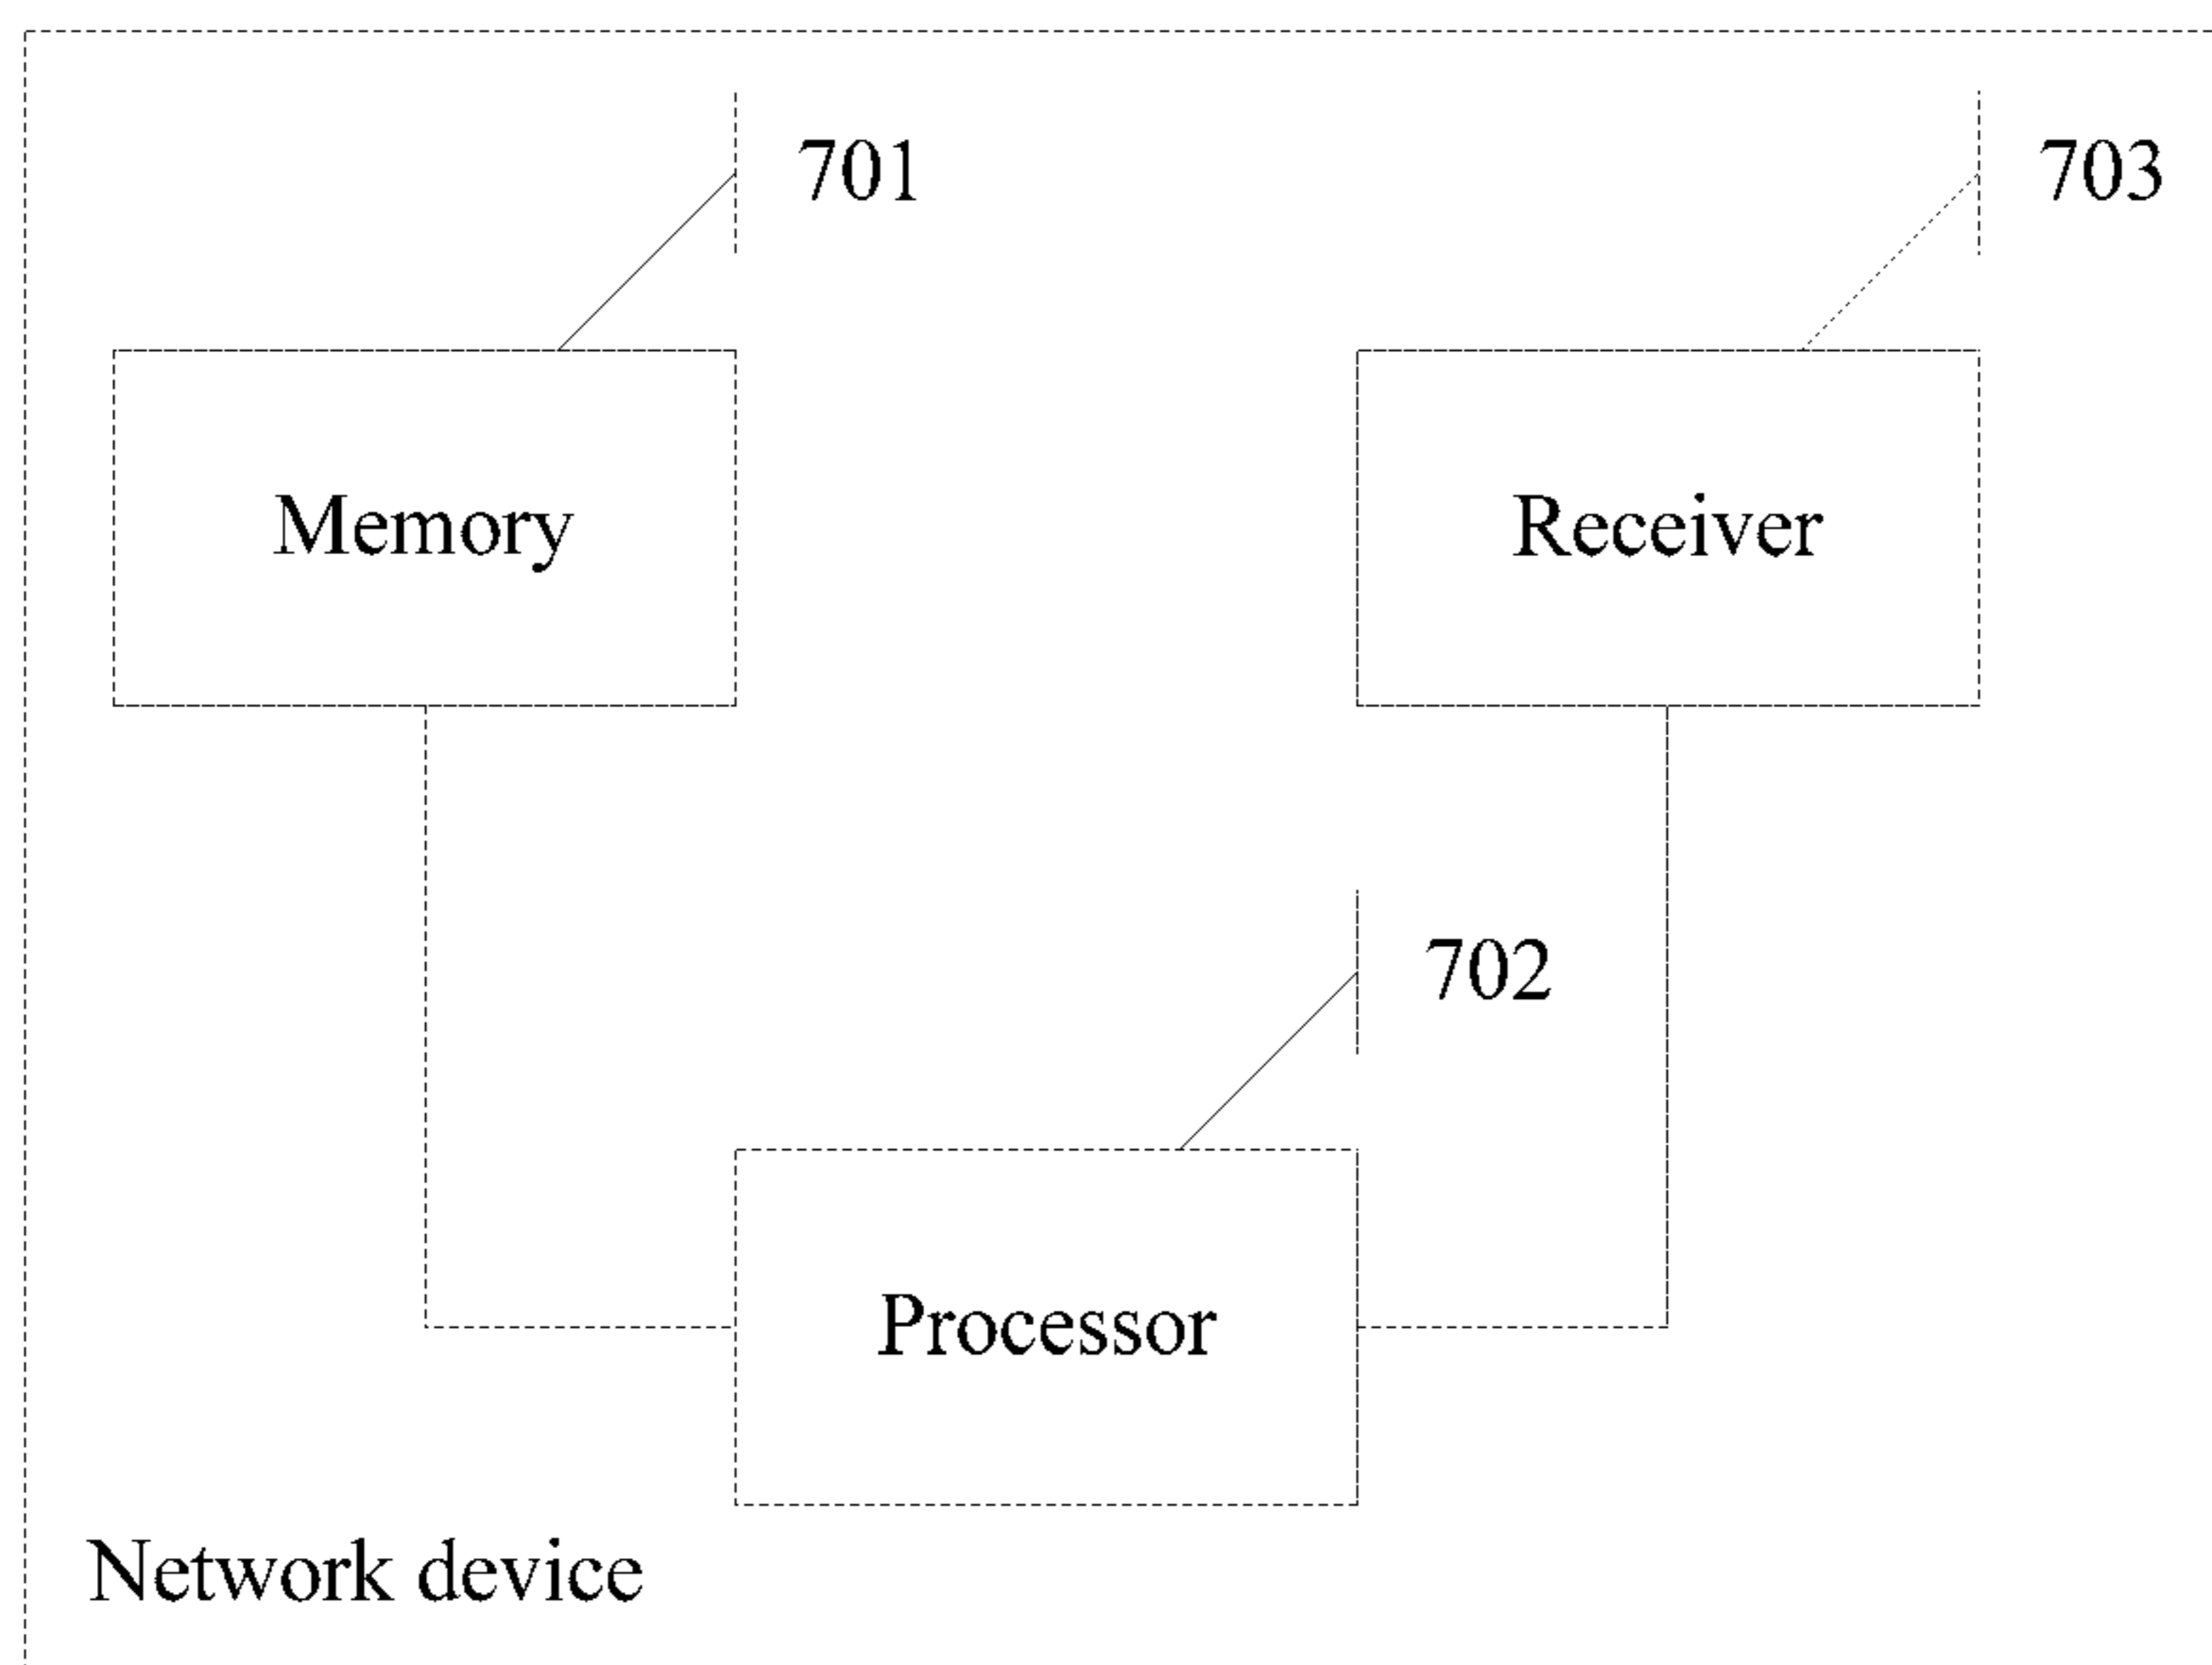 701
703
Memory
Receiver
702
Processor
Network device